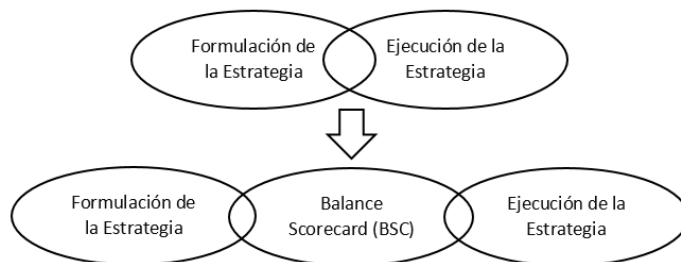 Formulación de
la Estrategia
Ejecución de la
Estrategia
Formulación de
la Estrategia
Balance
Scorecard (BSC)
Ejecución de la
Estrategia